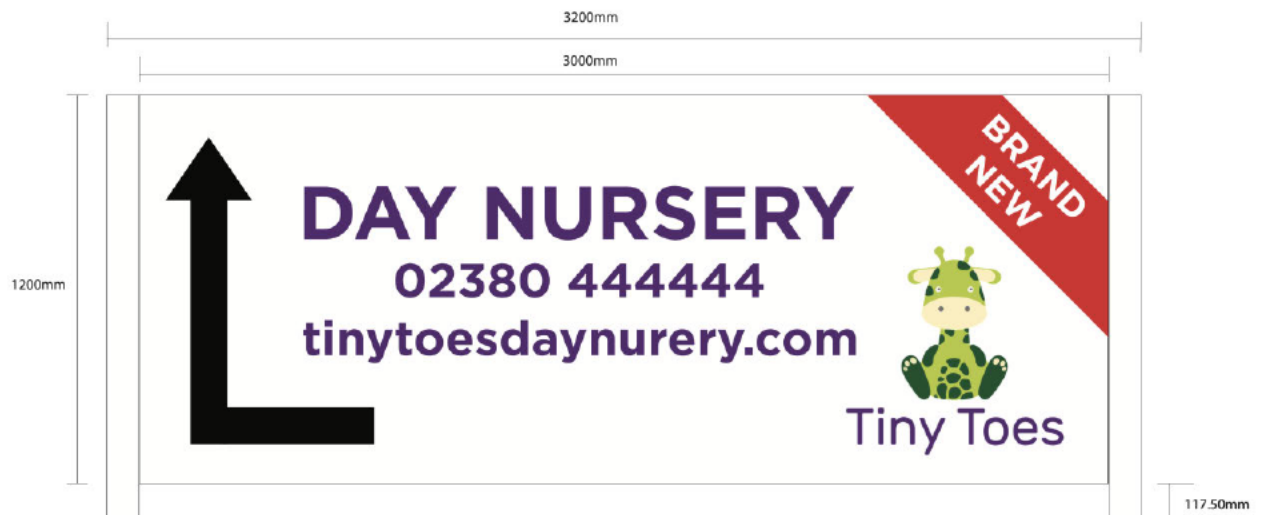 3200mm
3000mm
BRAND
NEW
DAY NURSERY
02380 444444
tinytoesdaynurery.com
1200mm
Tiny Toes
117.50mm